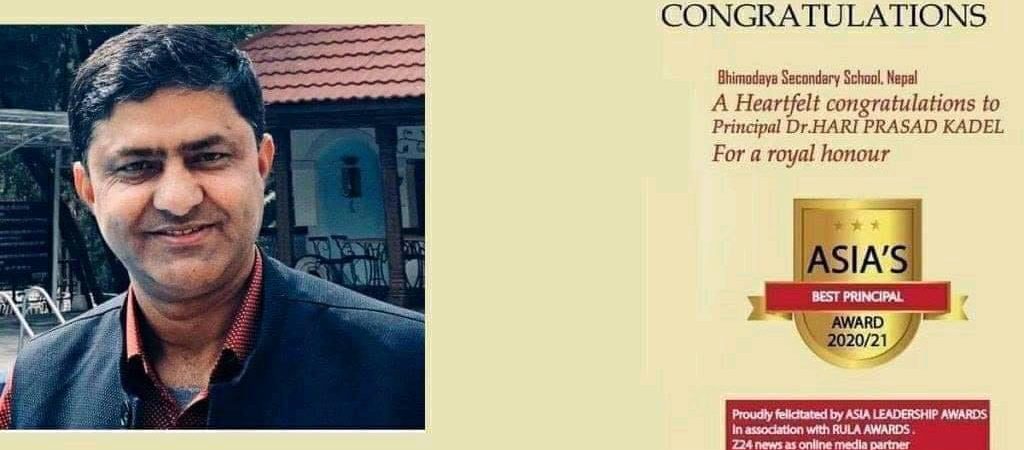 CONGRATULATIONS
Bhimodaya Secondary School, Nepal
A Heartfelt congratulations to
Principal Dr.HARI PRASAD KADEL
For a royal honour
ASIA'S
BEST PRINCIPAL
AWARD
2020/21
Proudly felicitated by ASIA LEADERSHIP AWARDS
In association with RULA AWARDS .
Z24 news as online media partner